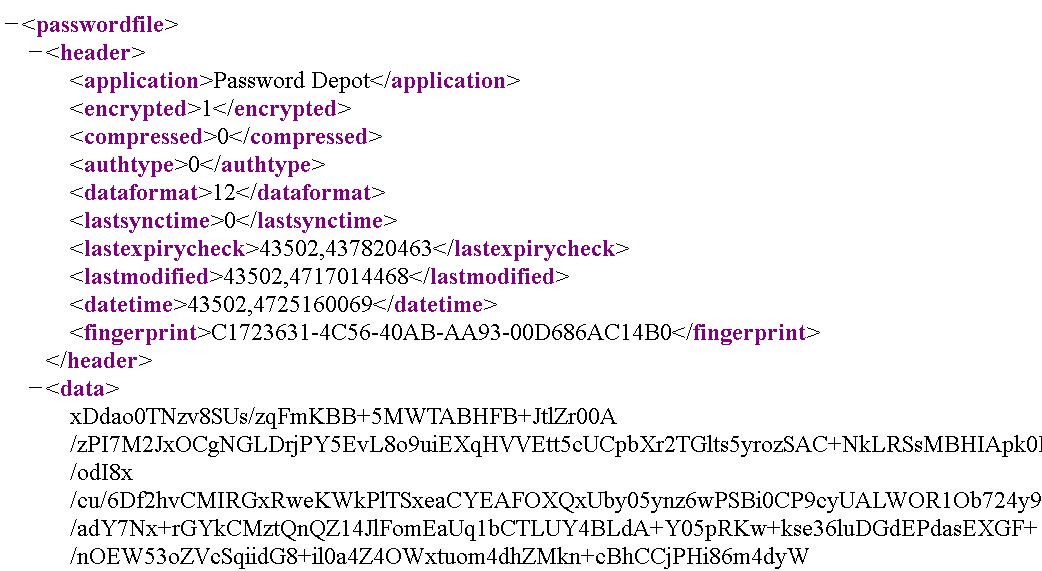 −<passwordfile>
−<header>
<application>Password Depot</application>
<encrypted>1</encrypted>
<compressed>0</compressed>
<authtype>0</authtype>
<dataformat>12</dataformat>
<lastsynctime>0</lastsynctime>
<lastexpirycheck>43502,437820463</lastexpirycheck>
<lastmodified>43502,4717014468</lastmodified>
<datetime>43502,4725160069</datetime>
<fingerprint>C1723631-4C56-40AB-AA93-00D686AC14B0</fingerprint>
</header>
−<data>
xDdao0TNzv8SUs/zqFmKBB+5MWTABHFB+JtlZr00A
/zPI7M2JxOCgNGLDrjPY5EvL8o9uiEXqHVVEtt5cUCpbXr2TGlts5yrozSAC+NkLRSsMBHIApk0
/odI8x
/cu/6Df2hvCMIRGxRweKWkPlTSxeaCYEAFOXQxUby05ynz6wPSBi0CP9cyUALWOR1Ob724y9
/adY7Nx+rGYkCMztQnQZ14JlFomEaUq1bCTLUY4BLdA+Y05pRKw+kse36luDGdEPdasEXGF+
/nOEW53oZVcSqiidG8+il0a4Z4OWxtuom4dhZMkn+cBhCCjPHi86m4dyW